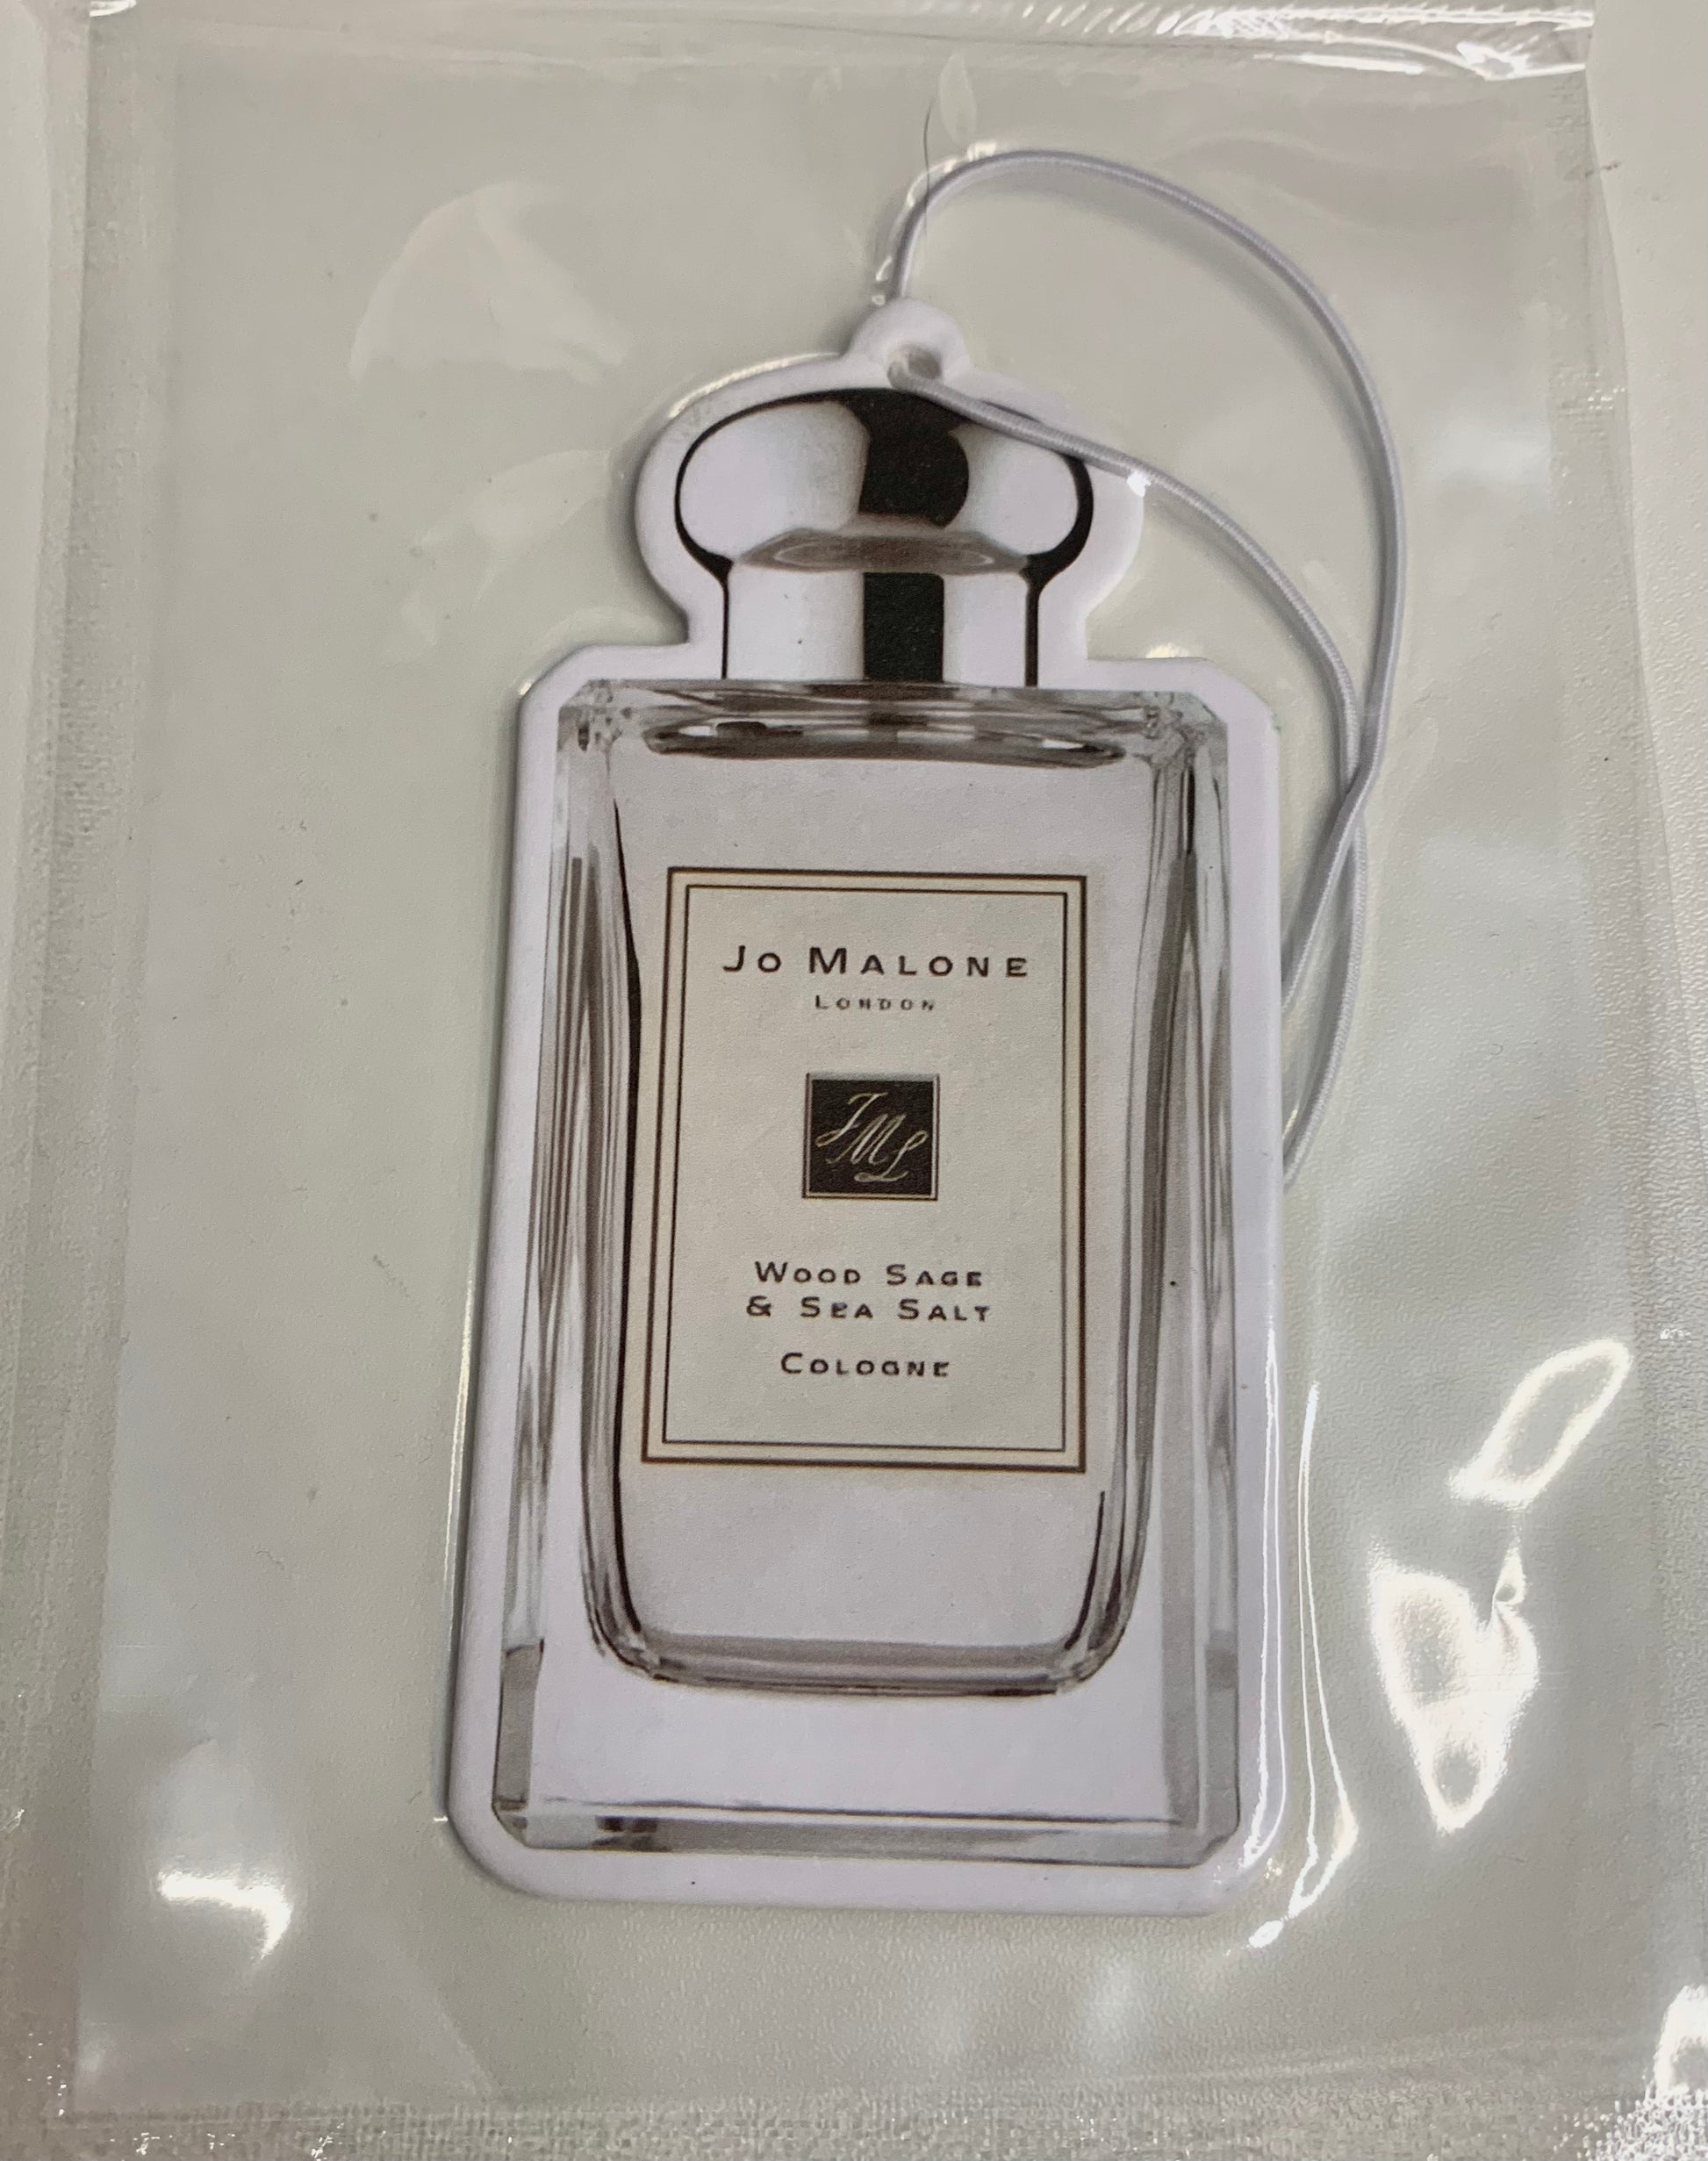 Jo Malone
London
JML
Wood Sage
& Sea Salt
Cologne